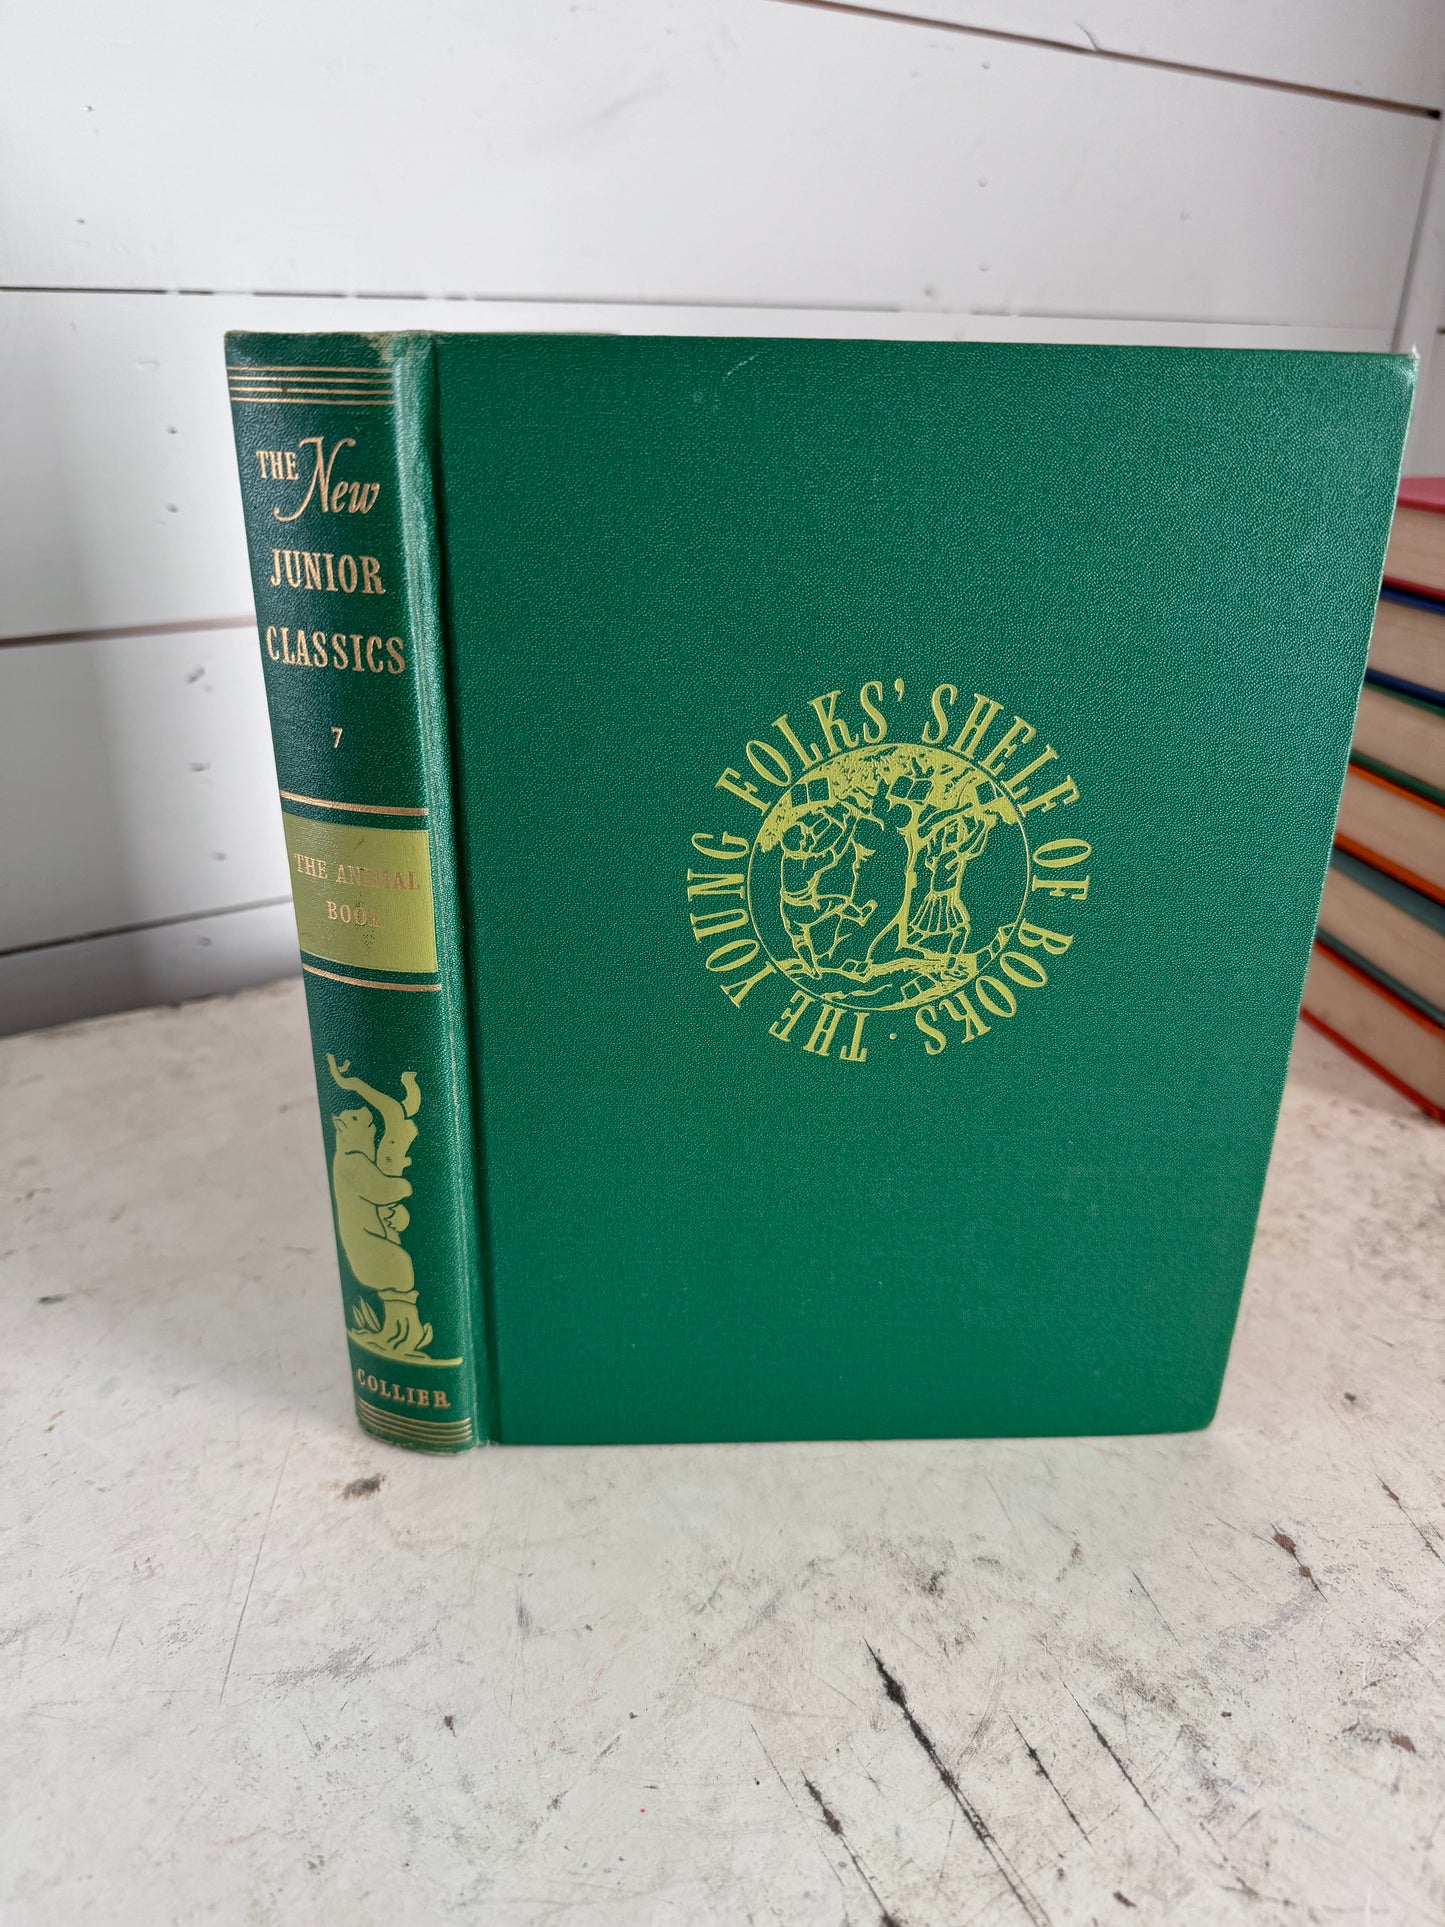 THE New
JUNIOR
CLASSICS
7
THE ANIMAL
BOOK
COLLIER
THE YOUNG FOLKS' SHELF OF BOOKS ·